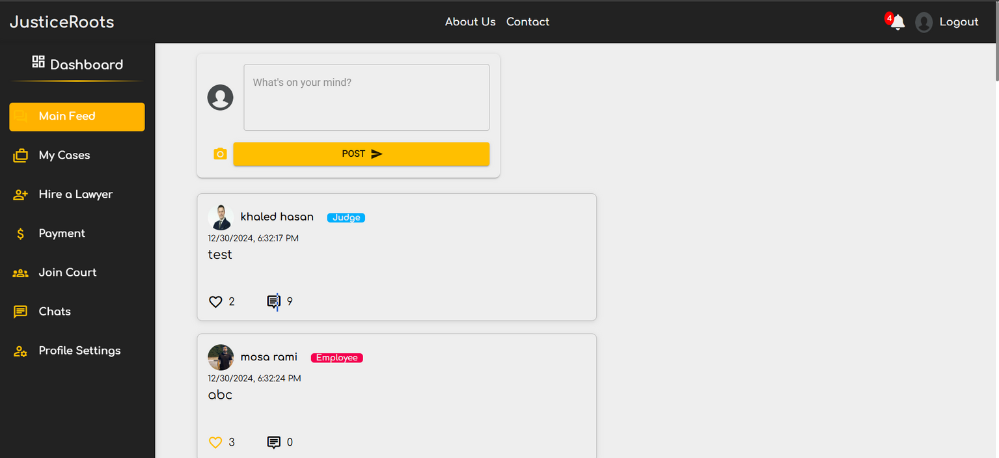 JusticeRoots
About Us
Contact
4
Logout
Dashboard
Main Feed
My Cases
Hire a Lawyer
Payment
Join Court
Chats
Profile Settings
What's on your mind?
POST
khaled hasan
Judge
12/30/2024, 6:32:17 PM
test
2
9
mosa rami
Employee
12/30/2024, 6:32:24 PM
abc
3
0